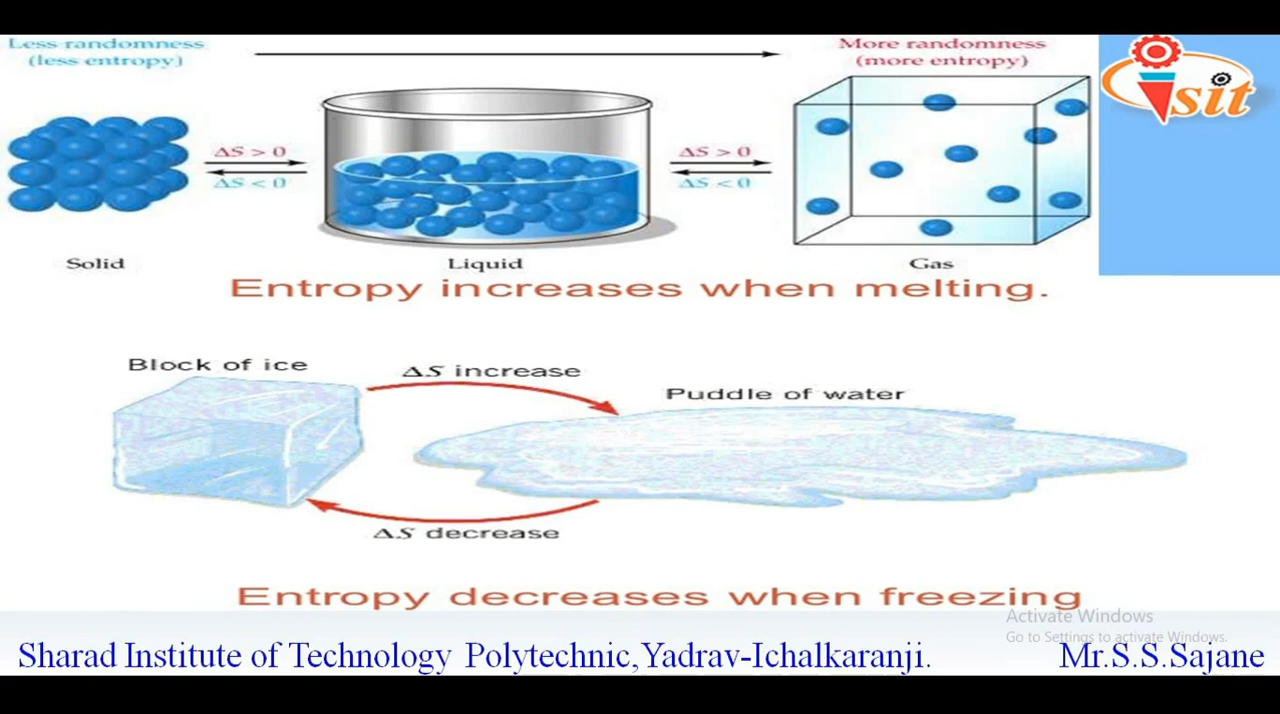 Less randomness
(less entropy)
More randomness
(more entropy)
sit
ΔS > 0
ΔS < 0
ΔS > 0
ΔS < 0
Solid
Liquid
Gas
Entropy increases when melting.
Block of ice
ΔS increase
Puddle of water
ΔS decrease
Entropy decreases when freezing
Activate Windows
Go to Settings to activate Windows.
Sharad Institute of Technology Polytechnic,Yadrav-Ichalkaranji.
Mr.S.S.Sajane